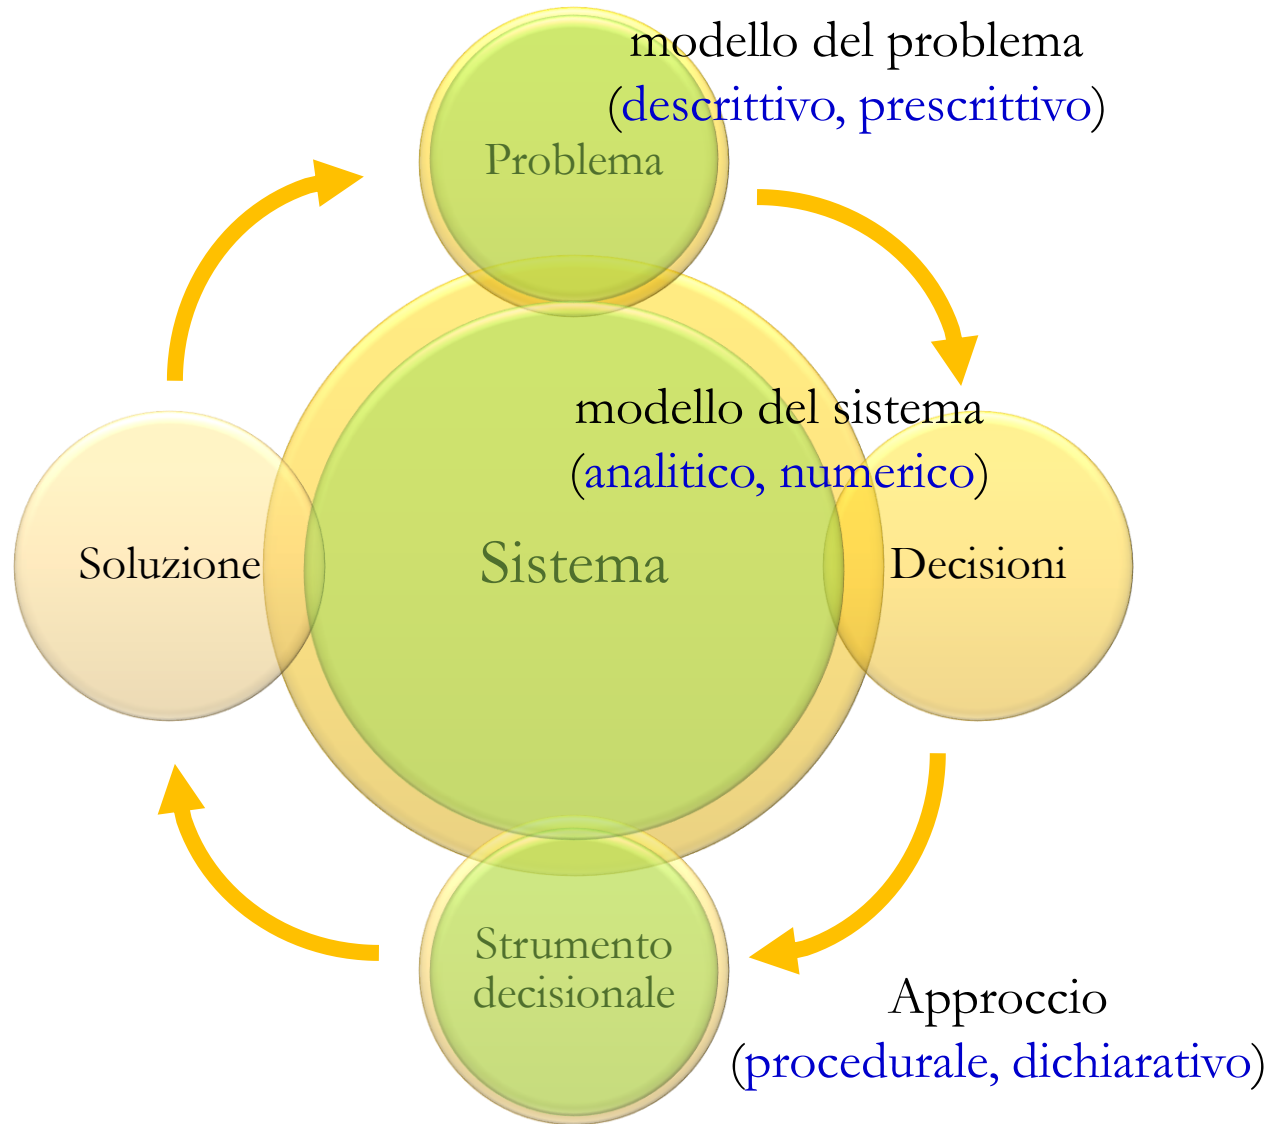 modello del problema
(descrittivo, prescrittivo)
Problema
modello del sistema
(analitico, numerico)
Soluzione
Sistema
Decisioni
Strumento
decisionale
Approccio
(procedurale, dichiarativo)